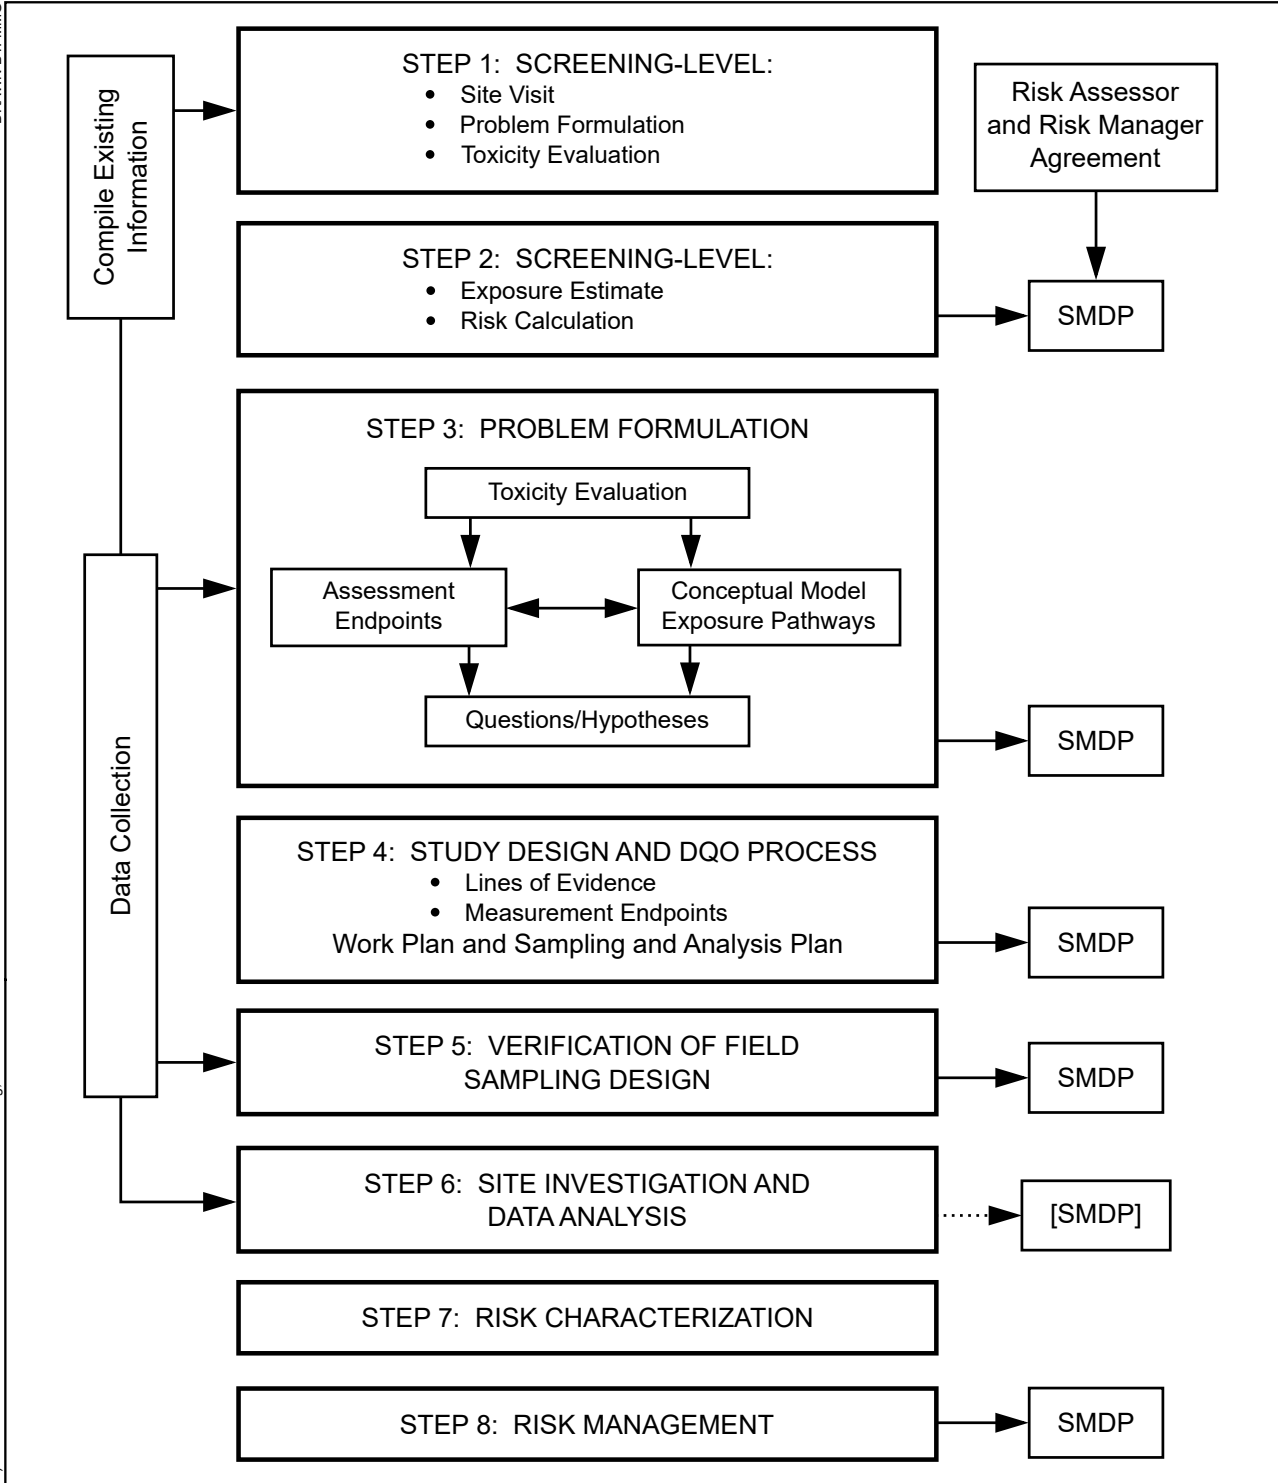 Compile Existing
Information
STEP 1: SCREENING-LEVEL:
• Site Visit
• Problem Formulation
• Toxicity Evaluation
Risk Assessor
and Risk Manager
Agreement
STEP 2: SCREENING-LEVEL:
• Exposure Estimate
• Risk Calculation
SMDP
Data Collection
STEP 3: PROBLEM FORMULATION
Toxicity Evaluation
Assessment
Endpoints
Conceptual Model
Exposure Pathways
Questions/Hypotheses
SMDP
STEP 4: STUDY DESIGN AND DQO PROCESS
• Lines of Evidence
• Measurement Endpoints
Work Plan and Sampling and Analysis Plan
SMDP
STEP 5: VERIFICATION OF FIELD
SAMPLING DESIGN
SMDP
STEP 6: SITE INVESTIGATION AND
DATA ANALYSIS
[SMDP]
STEP 7: RISK CHARACTERIZATION
STEP 8: RISK MANAGEMENT
SMDP